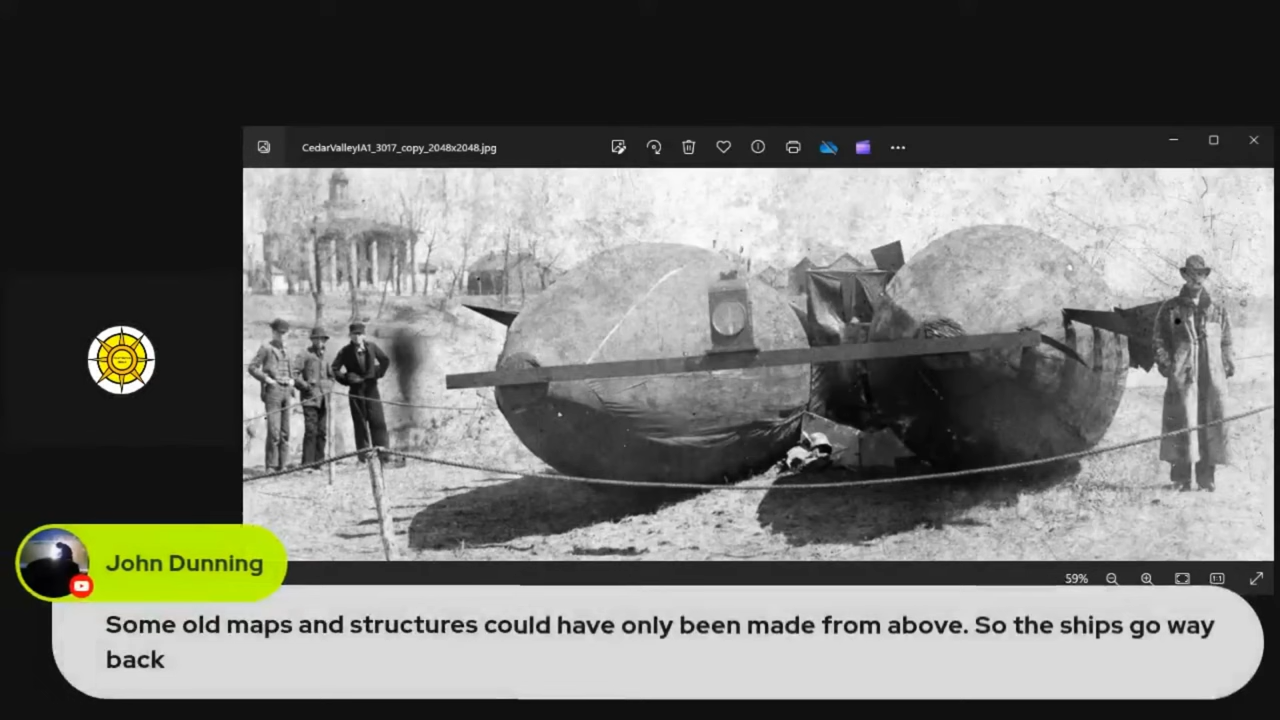 CedarValleyIA1_3017_copy_2048x2048.jpg
59%
John Dunning
Some old maps and structures could have only been made from above. So the ships go way
back